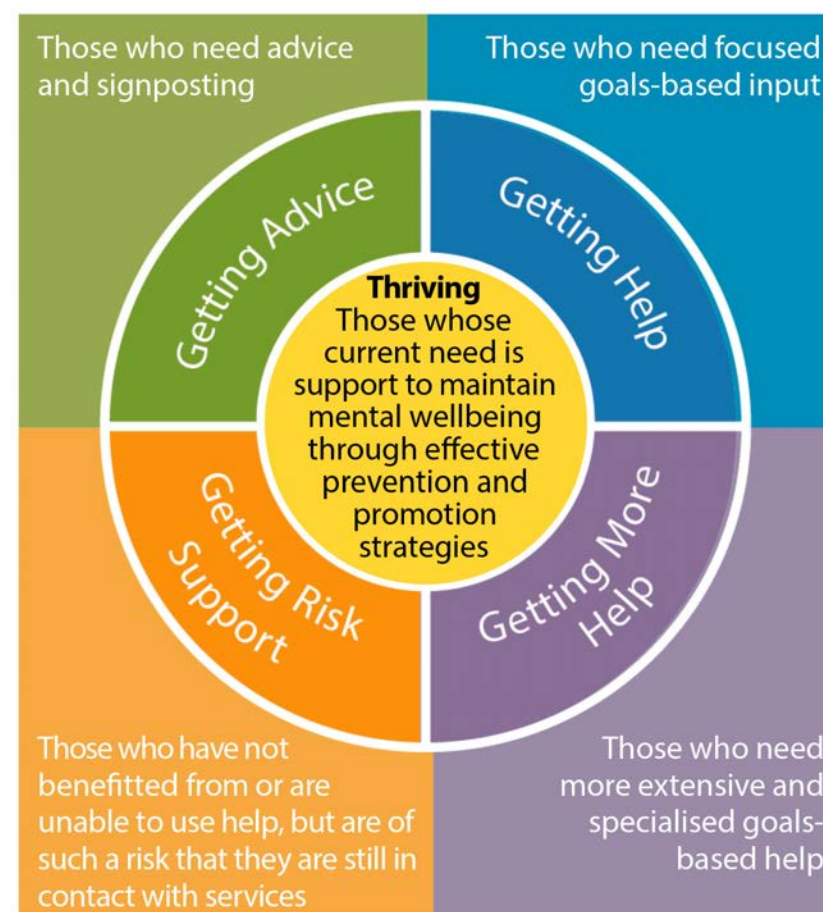 Those who need advice
and signposting
Those who need focused
goals-based input
Getting Advice
Getting Help
Thriving
Those whose
current need is
support to maintain
mental wellbeing
through effective
prevention and
promotion
strategies
Getting Risk
Support
Getting More
Help
Those who have not
benefitted from or are
unable to use help, but are of
such a risk that they are still in
contact with services
Those who need
more extensive and
specialised goals-
based help